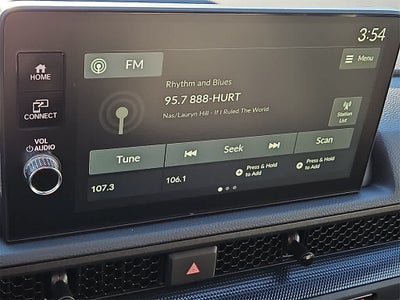 3:54
HOME
FM
Menu
Rhythm and Blues
95.7 888-HURT
Nas/Lauryn Hill - If I Ruled The World
CONNECT
Station
List
VOL
AUDIO
Tune
Seek
Scan
107.3
106.1
Press & Hold
to Add
Press & Hold
to Add